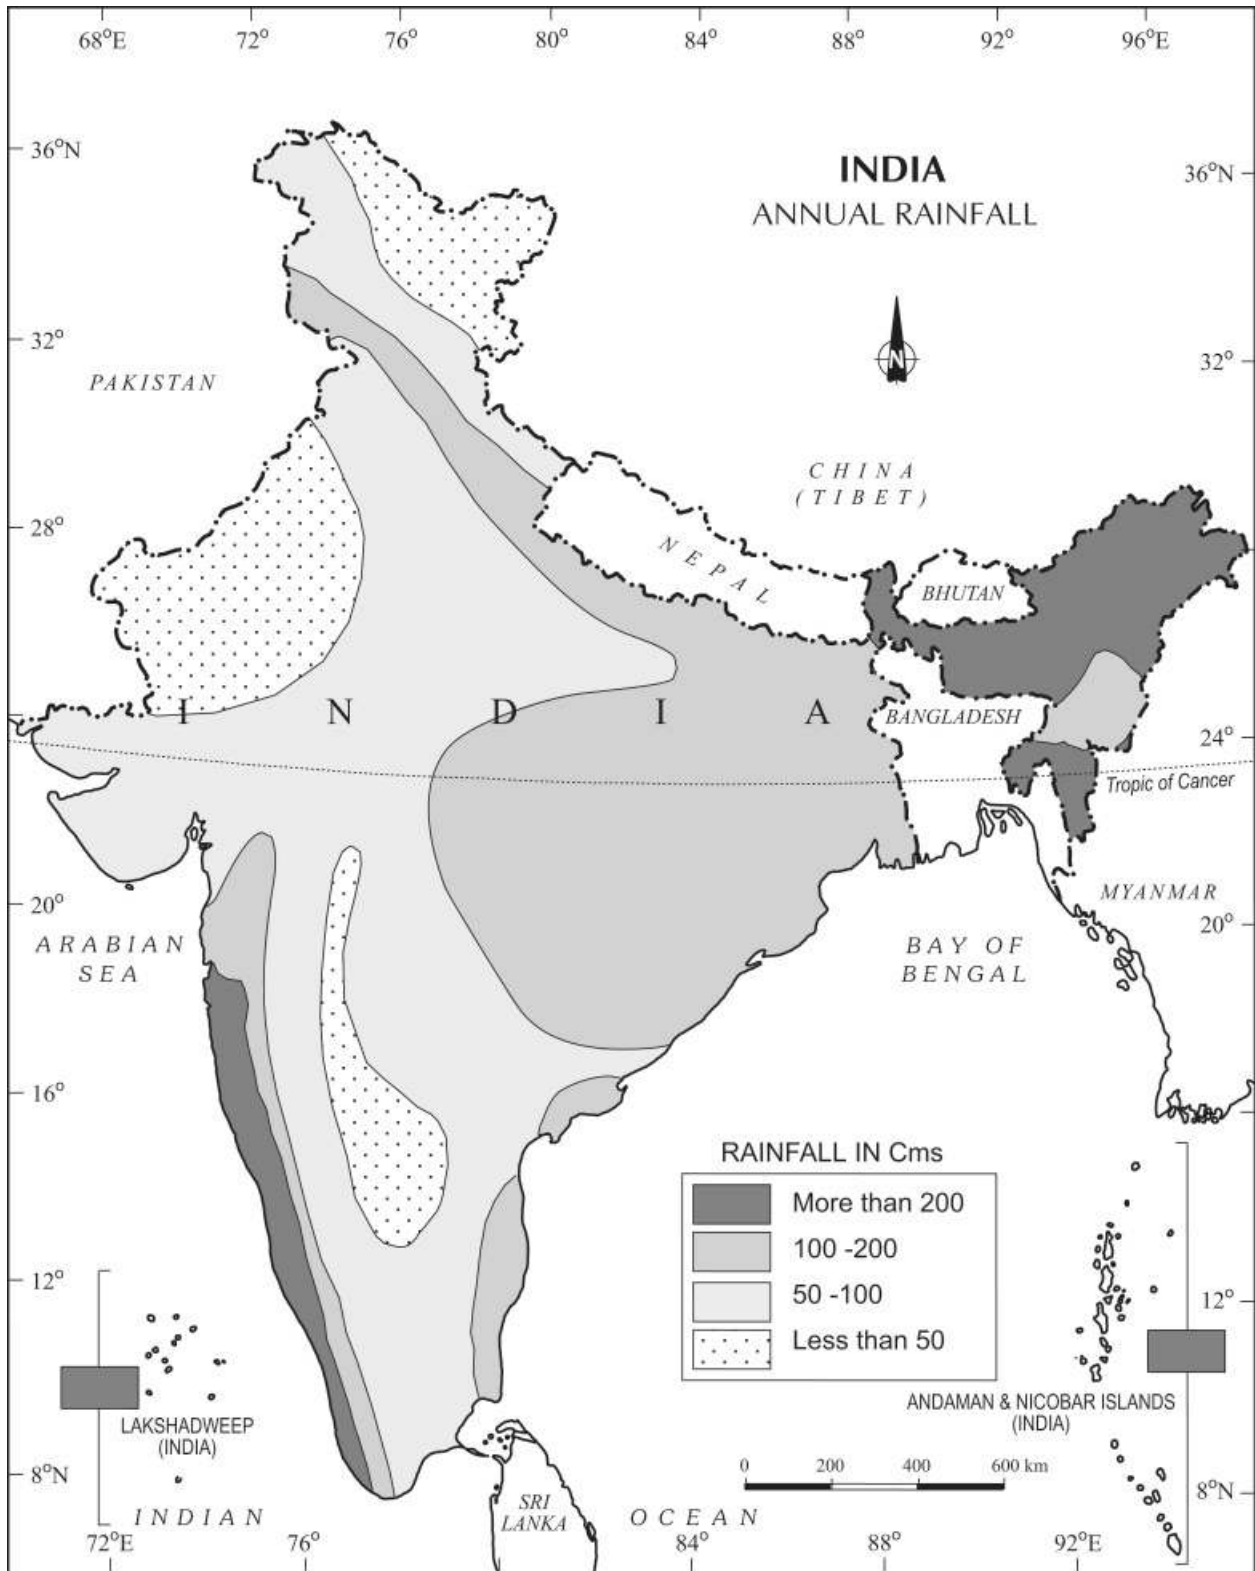 68°E 72° 76° 80° 84° 88° 92° 96°E
36°N
INDIA
36°N
ANNUAL RAINFALL
N
32°
32°
PAKISTAN
CHINA
(TIBET)
28°
NEPAL
BHUTAN
I N D I A
BANGLADESH
24°
Tropic of Cancer
20°
MYANMAR
20°
ARABIAN
SEA
BAY OF
BENGAL
16°
RAINFALL IN Cms
More than 200
100 -200
50 -100
Less than 50
12°
12°
LAKSHADWEEP
(INDIA)
ANDAMAN & NICOBAR ISLANDS
(INDIA)
0 200 400 600 km
8°N
8°N
SRI
LANKA
INDIAN OCEAN
72°E 76° 84° 88° 92°E